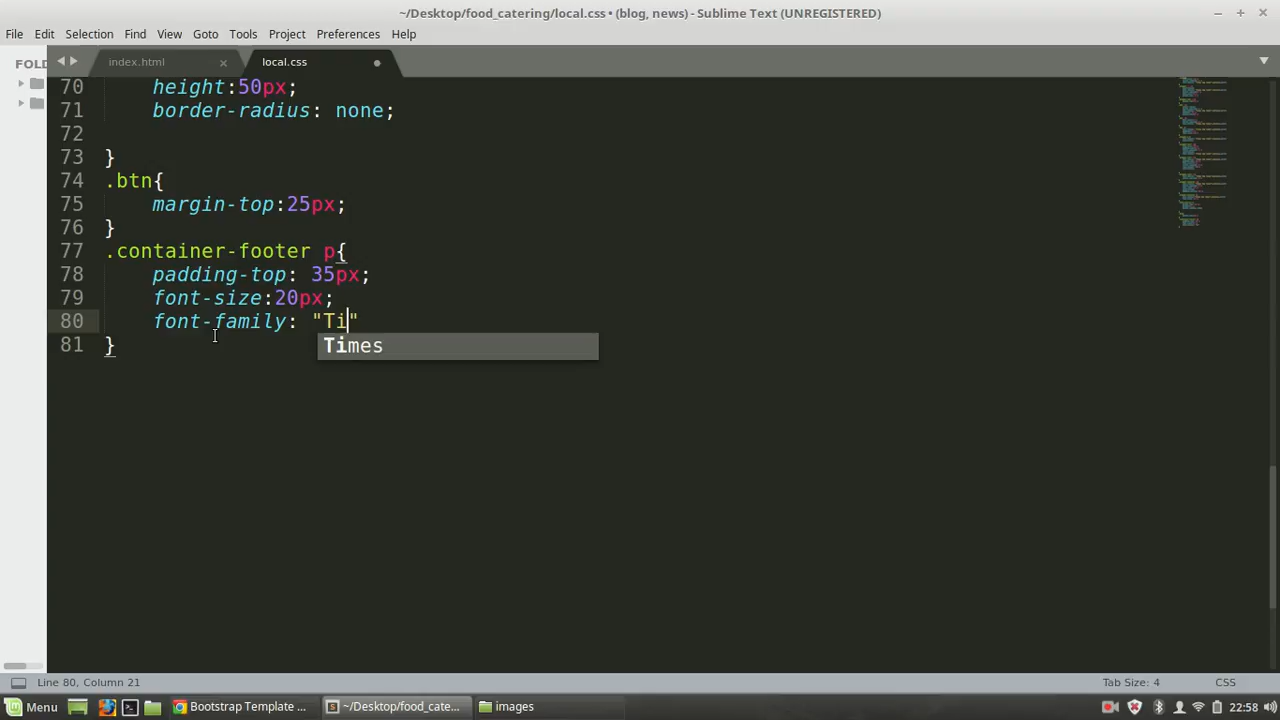 ~/Desktop/food_catering/local.css • (blog, news) - Sublime Text (UNREGISTERED)
File Edit Selection Find View Goto Tools Project Preferences Help
FOLD
index.html × local.css
70 height:50px;
71 border-radius: none;
72
73 }
74 .btn{
75 margin-top:25px;
76 }
77 .container-footer p{
78 padding-top: 35px;
79 font-size:20px;
80 font-family: "Ti"
81 }
Times
Line 80, Column 21 Tab Size: 4 CSS
Menu Bootstrap Template ... ~/Desktop/food_cate... images 22:58